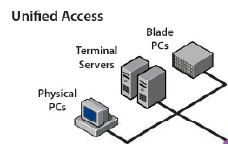 Unified Access
Blade
PCs
Terminal
Servers
Physical
PCs